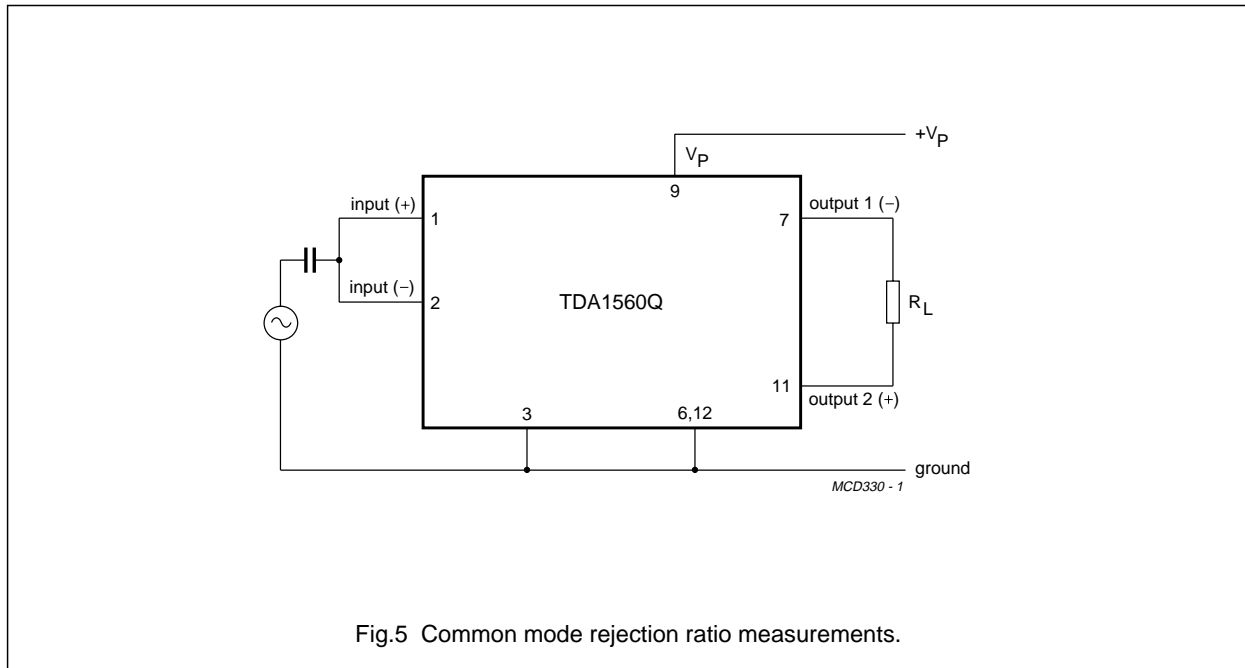 +VP
VP
9
input (+)
1
7
output 1 (−)
input (−)
2
TDA1560Q
RL
11
output 2 (+)
3
6,12
ground
MCD330 - 1
Fig.5 Common mode rejection ratio measurements.